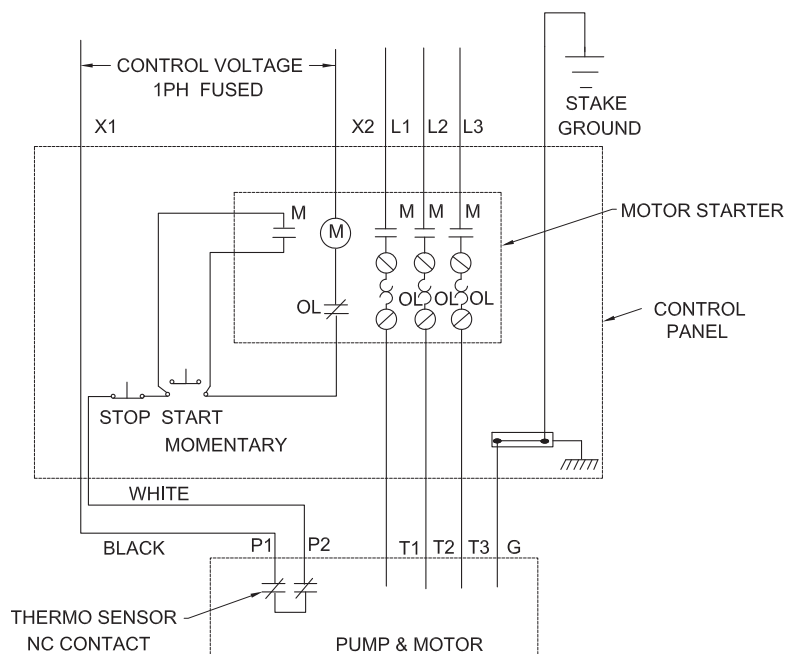 CONTROL VOLTAGE
1PH FUSED
STAKE
GROUND
X1
X2
L1
L2
L3
M
M
M
M
M
MOTOR STARTER
OL
OL
OL
OL
CONTROL
PANEL
STOP
START
MOMENTARY
WHITE
BLACK
P1
P2
T1
T2
T3
G
THERMO SENSOR
NC CONTACT
PUMP & MOTOR